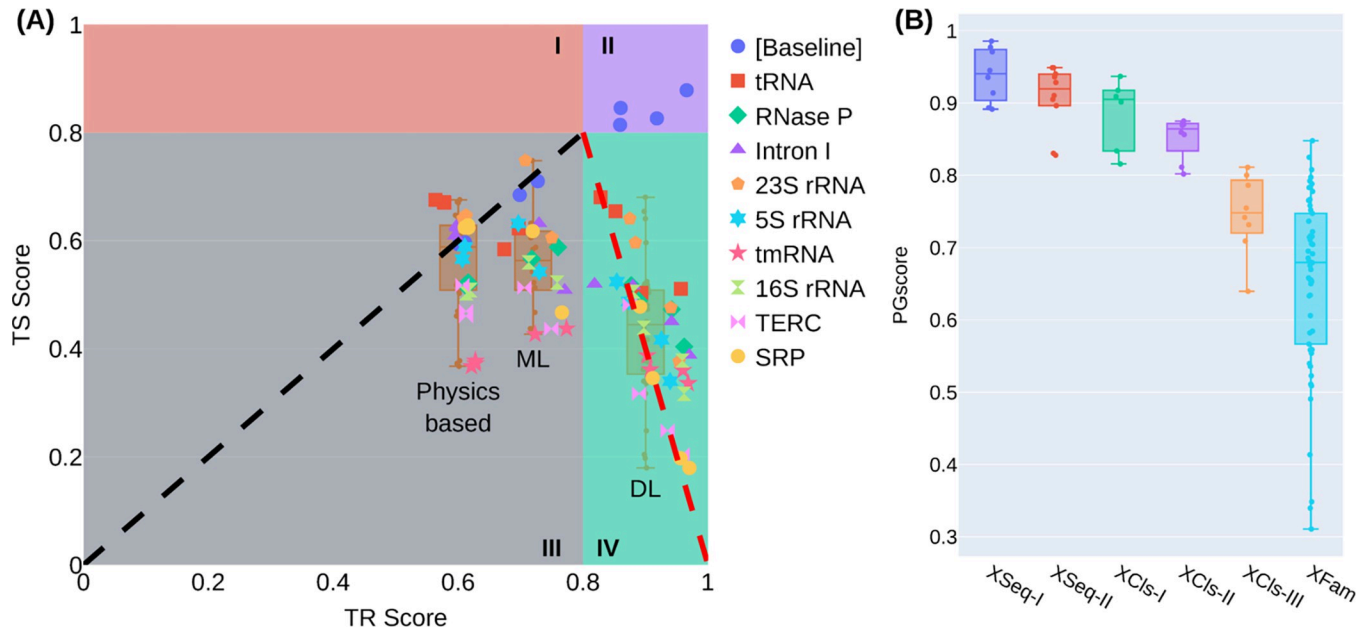 (A)
1
0.8
0.6
0.4
0.2
0
TS Score
I
II
III
IV
Physics
based
ML
DL
0
0.2
0.4
0.6
0.8
1
TR Score
[Baseline]
tRNA
RNase P
Intron I
23S rRNA
5S rRNA
tmRNA
16S rRNA
TERC
SRP
(B)
1
0.9
0.8
0.7
0.6
0.5
0.4
0.3
PGscore
XSeq-I
XSeq-II
XCls-I
XCls-II
XCls-III
XFam